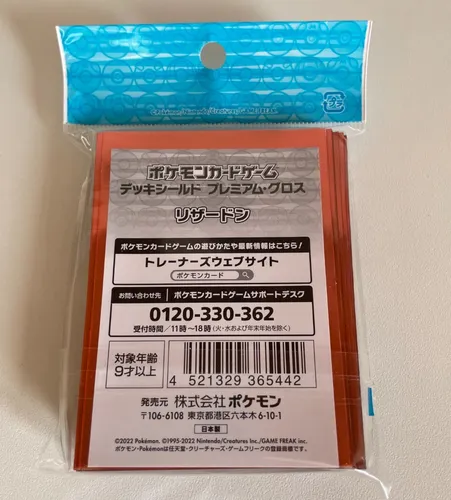 ©Pokémon/Nintendo/Creatures/GAME FREAK
プラ
ポケモンカードゲーム
デッキシールド プレミアム・グロス
リザードン
ポケモンカードゲームの遊びかたや最新情報はこちら!
トレーナーズウェブサイト
ポケモンカード
お問い合わせ先 ポケモンカードゲームサポートデスク
0120-330-362
受付時間/11時~18時(火・水および年末年始を除く)
対象年齢
9才以上
4 521329 365442
発売元 株式会社ポケモン
〒106-6108 東京都港区六本木6-10-1
日本製
©2022 Pokémon. ©1995-2022 Nintendo/Creatures Inc./GAME FREAK inc.
ポケモン・Pokémonは任天堂・クリーチャーズ・ゲームフリークの登録商標です。